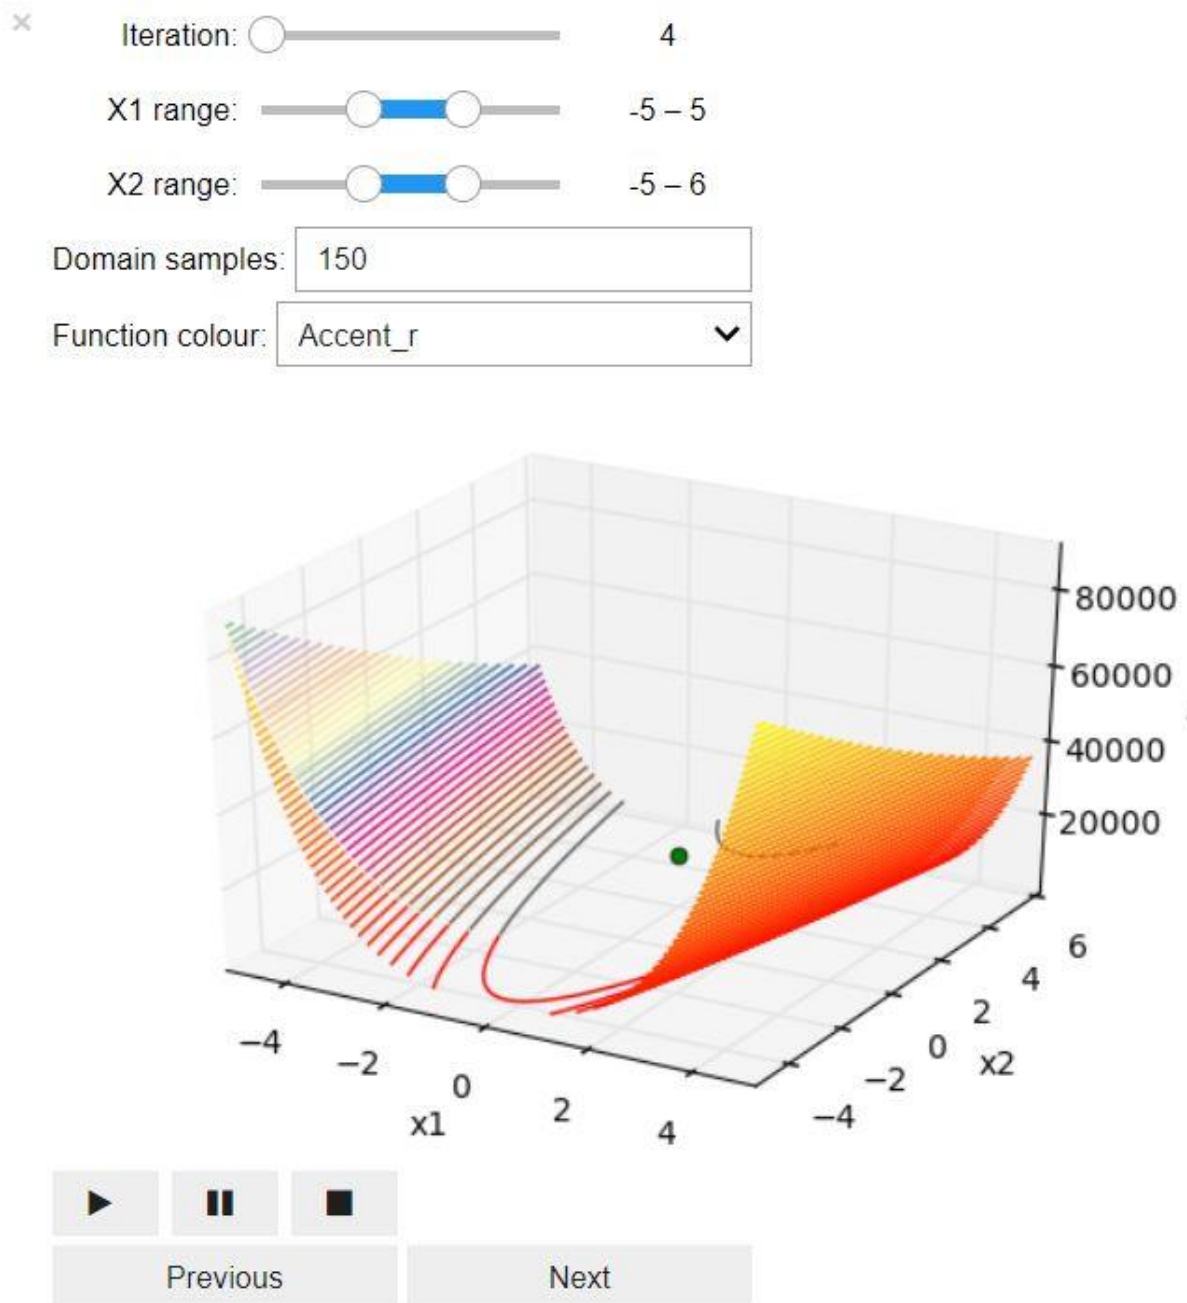 ×
Iteration: 4
X1 range: -5 – 5
X2 range: -5 – 6
Domain samples: 150
Function colour: Accent_r
80000
60000
40000
20000
6
4
2
0
−2
−4
x2
−4
−2
0
2
4
x1
Previous
Next